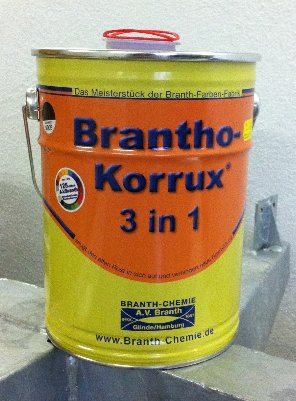 Das Meisterstück der Branth-Farben-Fabrik
Brantho-
Korrux®
3 in 1
BRANTH-CHEMIE
A.V. Branth
Glinde/Hamburg
www.Branth-Chemie.de